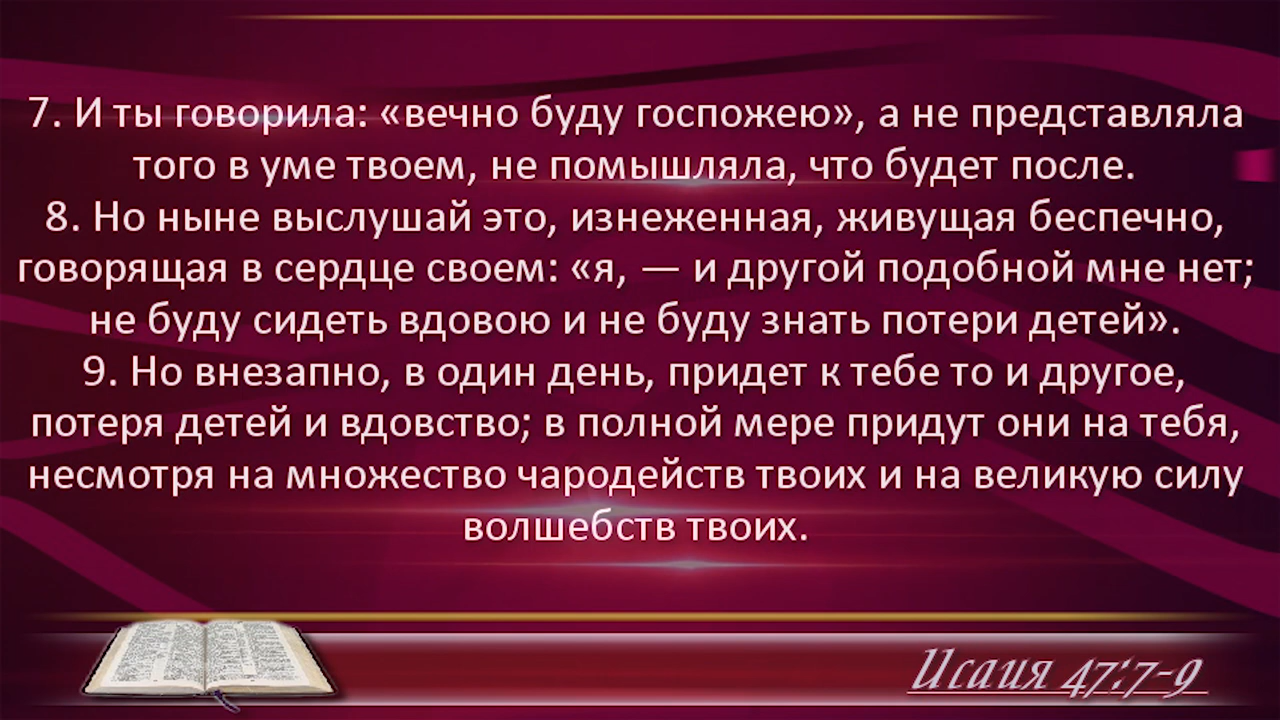 7. И ты говорила: «вечно буду госпожею», а не представляла
того в уме твоем, не помышляла, что будет после.
8. Но ныне выслушай это, изнеженная, живущая беспечно,
говорящая в сердце своем: «я, — и другой подобной мне нет;
не буду сидеть вдовою и не буду знать потери детей».
9. Но внезапно, в один день, придет к тебе то и другое,
потеря детей и вдовство; в полной мере придут они на тебя,
несмотря на множество чародейств твоих и на великую силу
волшебств твоих.
Исаия 47:7-9